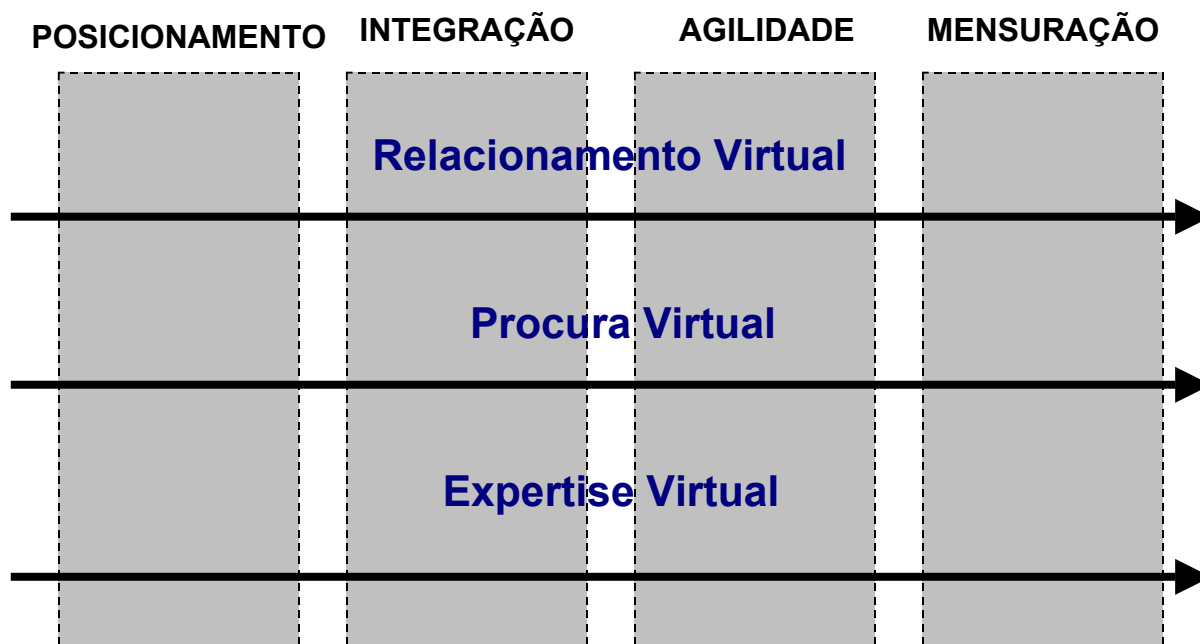 POSICIONAMENTO INTEGRAÇÃO AGILIDADE MENSURAÇÃO
Relacionamento Virtual
Procura Virtual
Expertise Virtual